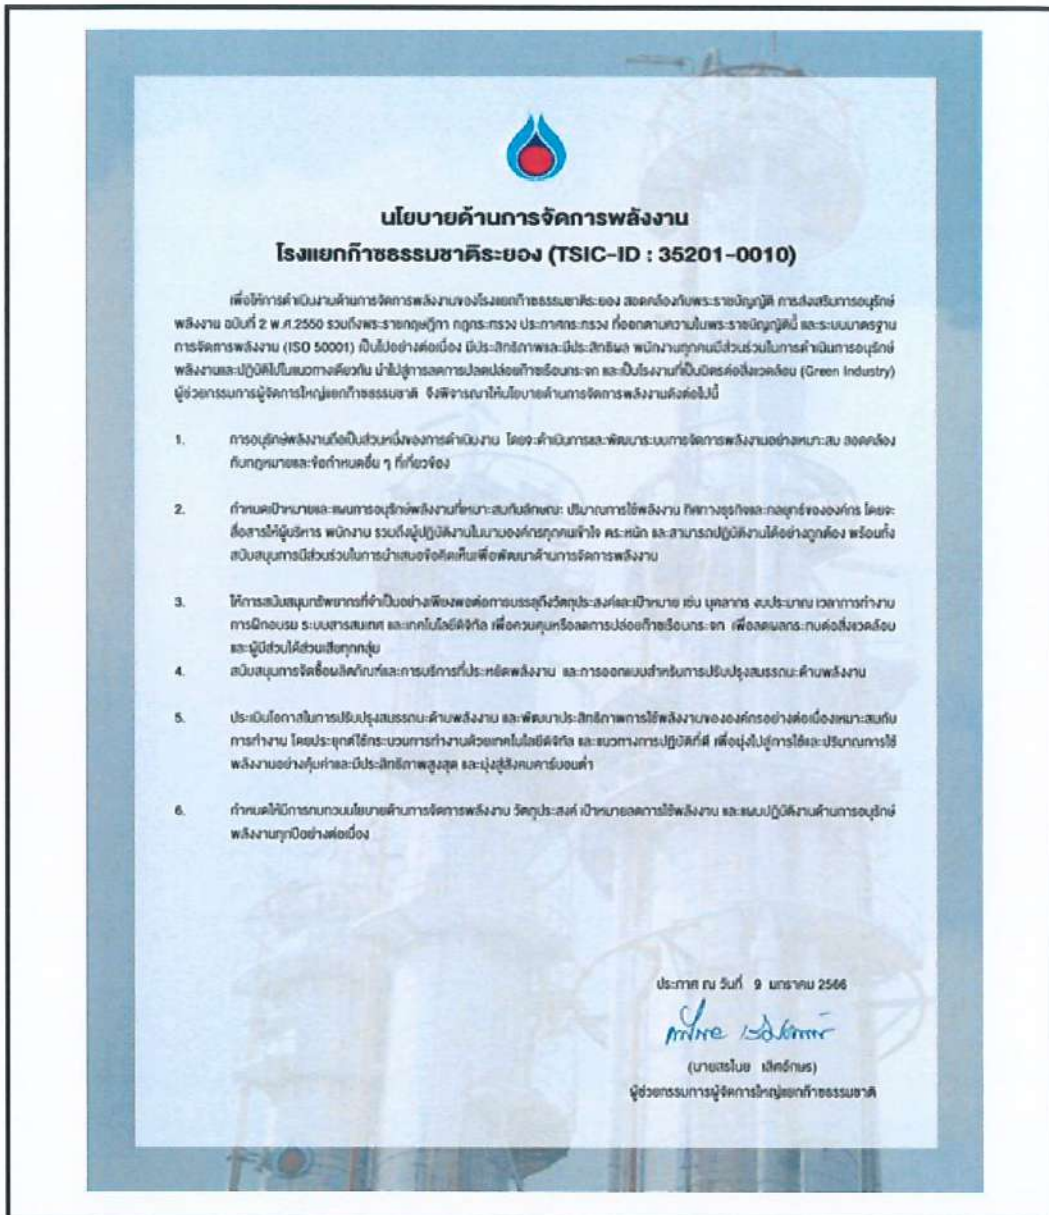 นโยบายด้านการจัดการพลังงาน
โรงแยกก๊าซธรรมชาติระยอง (TSIC-ID : 35201-0010)
เพื่อให้การดำเนินงานด้านการจัดการพลังงานของโรงแยกก๊าซธรรมชาติระยอง สอดคล้องกับพระราชบัญญัติ การส่งเสริมการอนุรักษ์
พลังงาน ฉบับที่ 2 พ.ศ.2550 รวมถึงพระราชกฤษฎีกา กฎกระทรวง ประกาศกระทรวง ที่ออกตามความในพระราชบัญญัตินี้ และระบบมาตรฐาน
การจัดการพลังงาน (ISO 50001) เป็นไปอย่างต่อเนื่อง มีประสิทธิภาพและมีประสิทธิผล พนักงานทุกคนมีส่วนร่วมในการดำเนินการอนุรักษ์
พลังงานและปฏิบัติไปในแนวทางเดียวกัน นำไปสู่การลดการปลดปล่อยก๊าซเรือนกระจก และเป็นโรงงานที่เป็นมิตรต่อสิ่งแวดล้อม (Green Industry)
ผู้ช่วยกรรมการผู้จัดการใหญ่แยกก๊าซธรรมชาติ จึงพิจารณาให้นโยบายด้านการจัดการพลังงานดังต่อไปนี้
1. การอนุรักษ์พลังงานถือเป็นส่วนหนึ่งของการดำเนินงาน โดยจะดำเนินการและพัฒนาระบบการจัดการพลังงานอย่างเหมาะสม สอดคล้อง
กับกฎหมายและข้อกำหนดอื่น ๆ ที่เกี่ยวข้อง
2. กำหนดเป้าหมายและแผนการอนุรักษ์พลังงานที่เหมาะสมกับลักษณะ ปริมาณการใช้พลังงาน ทิศทางธุรกิจและกลยุทธ์ขององค์กร โดยจะ
สื่อสารให้ผู้บริหาร พนักงาน รวมถึงผู้ปฏิบัติงานในนามองค์กรทุกคนเข้าใจ ตระหนัก และสามารถปฏิบัติงานได้อย่างถูกต้อง พร้อมทั้ง
สนับสนุนการมีส่วนร่วมในการนำเสนอข้อคิดเห็นเพื่อพัฒนาด้านการจัดการพลังงาน
3. ให้การสนับสนุนทรัพยากรที่จำเป็นอย่างเพียงพอต่อการบรรลุถึงวัตถุประสงค์และเป้าหมาย เช่น บุคลากร งบประมาณ เวลาการทำงาน
การฝึกอบรม ระบบสารสนเทศ และเทคโนโลยีดิจิทัล เพื่อควบคุมหรือลดการปล่อยก๊าซเรือนกระจก เพื่อลดผลกระทบต่อสิ่งแวดล้อม
และผู้มีส่วนได้ส่วนเสียทุกกลุ่ม
4. สนับสนุนการจัดซื้อผลิตภัณฑ์และการบริการที่ประหยัดพลังงาน และการออกแบบสำหรับการปรับปรุงสมรรถนะด้านพลังงาน
5. ประเมินโอกาสในการปรับปรุงสมรรถนะด้านพลังงาน และพัฒนาประสิทธิภาพการใช้พลังงานขององค์กรอย่างต่อเนื่องเหมาะสมกับ
การทำงาน โดยประยุกต์ใช้กระบวนการทำงานด้วยเทคโนโลยีดิจิทัล และแนวทางการปฏิบัติที่ดี เพื่อมุ่งไปสู่การใช้และปริมาณการใช้
พลังงานอย่างคุ้มค่าและมีประสิทธิภาพสูงสุด และมุ่งสู่สังคมคาร์บอนต่ำ
6. กำหนดให้มีการทบทวนนโยบายด้านการจัดการพลังงาน วัตถุประสงค์ เป้าหมายลดการใช้พลังงาน และแผนปฏิบัติงานด้านการอนุรักษ์
พลังงานทุกปีอย่างต่อเนื่อง
ประกาศ ณ วันที่ 9 มกราคม 2566
(นายสรไนย เลิศอักษร)
ผู้ช่วยกรรมการผู้จัดการใหญ่แยกก๊าซธรรมชาติ